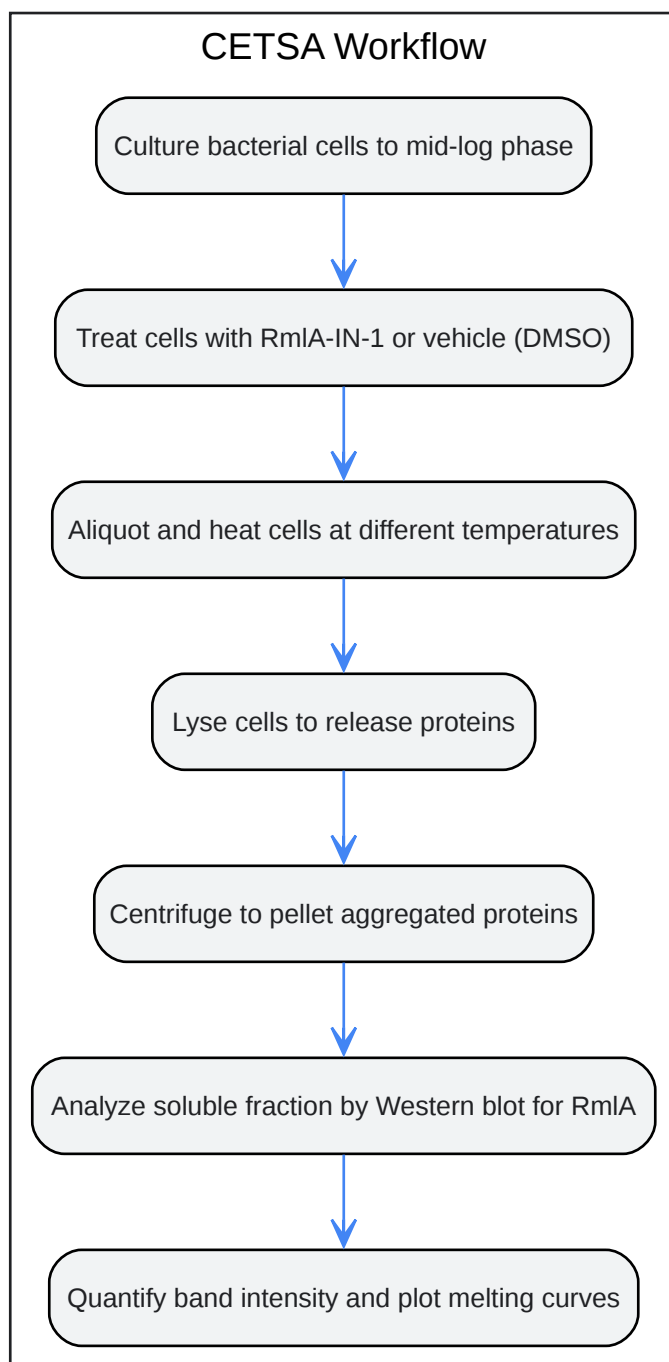 CETSA Workflow
Culture bacterial cells to mid-log phase
Treat cells with RmlA-IN-1 or vehicle (DMSO)
Aliquot and heat cells at different temperatures
Lyse cells to release proteins
Centrifuge to pellet aggregated proteins
Analyze soluble fraction by Western blot for RmlA
Quantify band intensity and plot melting curves